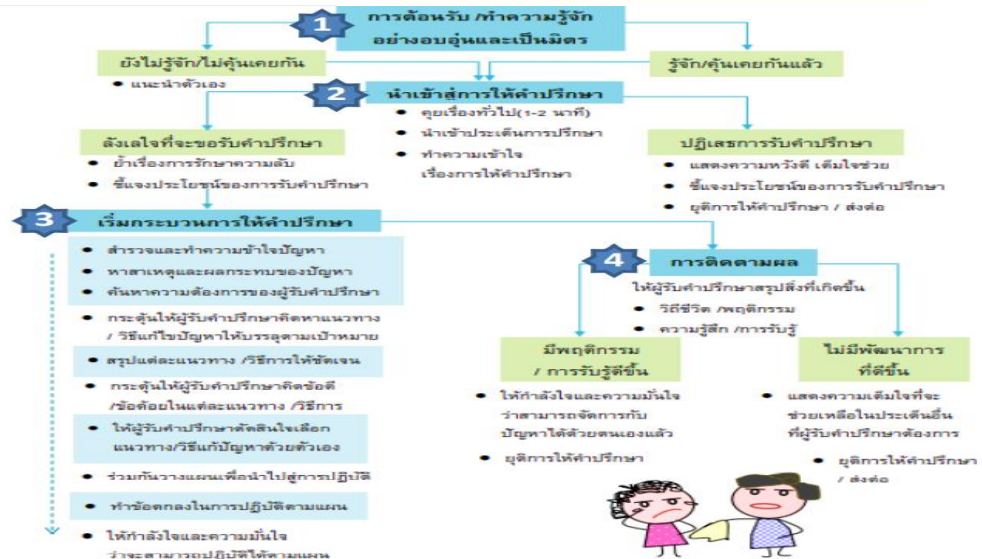 1
การต้อนรับ /ทำความรู้จัก
อย่างอบอุ่นและเป็นมิตร
ยังไม่รู้จัก/ไม่คุ้นเคยกัน
• แนะนำตัวเอง
รู้จัก/คุ้นเคยกันแล้ว
2
นำเข้าสู่การให้คำปรึกษา
• คุยเรื่องทั่วไป(1-2 นาที)
• นำเข้าประเด็นการปรึกษา
• ทำความเข้าใจ
เรื่องการให้คำปรึกษา
ลังเลใจที่จะขอรับคำปรึกษา
• ย้ำเรื่องการรักษาความลับ
• ชี้แจงประโยชน์ของการรับคำปรึกษา
ปฏิเสธการรับคำปรึกษา
• แสดงความหวังดี เต็มใจช่วย
• ชี้แจงประโยชน์ของการรับคำปรึกษา
• ยุติการให้คำปรึกษา / ส่งต่อ
3
เริ่มกระบวนการให้คำปรึกษา
• สำรวจและทำความข้าใจปัญหา
• หาสาเหตุและผลกระทบของปัญหา
• ค้นหาความต้องการของผู้รับคำปรึกษา
• กระตุ้นให้ผู้รับคำปรึกษาคิดหาแนวทาง
/ วิธีแก้ไขปัญหาให้บรรลุตามเป้าหมาย
• สรุปแต่ละแนวทาง /วิธีการให้ชัดเจน
• กระตุ้นให้ผู้รับคำปรึกษาคิดข้อดี
/ข้อด้อยในแต่ละแนวทาง /วิธีการ
• ให้ผู้รับคำปรึกษาตัดสินใจเลือก
แนวทาง/วิธีแก้ปัญหาด้วยตัวเอง
• ร่วมกันวางแผนเพื่อนำไปสู่การปฏิบัติ
• ทำข้อตกลงในการปฏิบัติตามแผน
• ให้กำลังใจและความมั่นใจ
ว่าจะสามารถปฏิบัติได้ตามแผน
4
การติดตามผล
ให้ผู้รับคำปรึกษาสรุปสิ่งที่เกิดขึ้น
• วิถีชีวิต /พฤติกรรม
• ความรู้สึก /การรับรู้
มีพฤติกรรม
/ การรับรู้ดีขึ้น
• ให้กำลังใจและความมั่นใจ
ว่าสามารถจัดการกับ
ปัญหาได้ด้วยตนเองแล้ว
• ยุติการให้คำปรึกษา
ไม่มีพัฒนาการ
ที่ดีขึ้น
• แสดงความเต็มใจที่จะ
ช่วยเหลือในประเด็นอื่น
ที่ผู้รับคำปรึกษาต้องการ
• ยุติการให้คำปรึกษา
/ ส่งต่อ